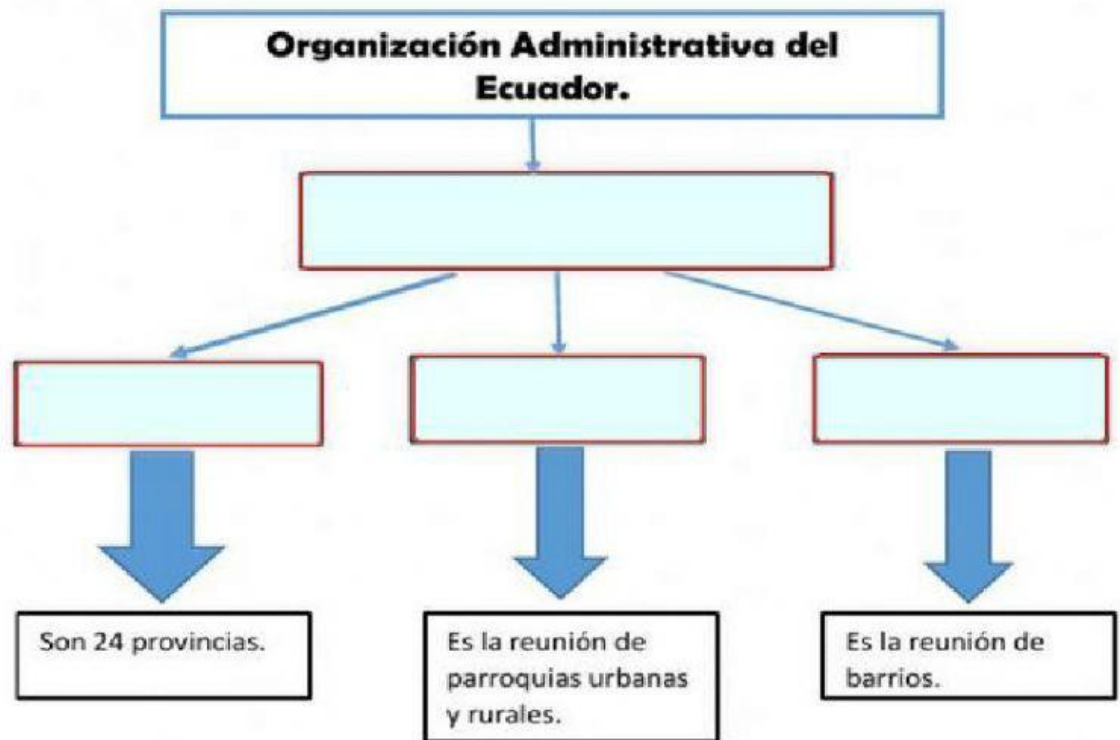 Organización Administrativa del
Ecuador.
Son 24 provincias.
Es la reunión de
parroquias urbanas
y rurales.
Es la reunión de
barrios.